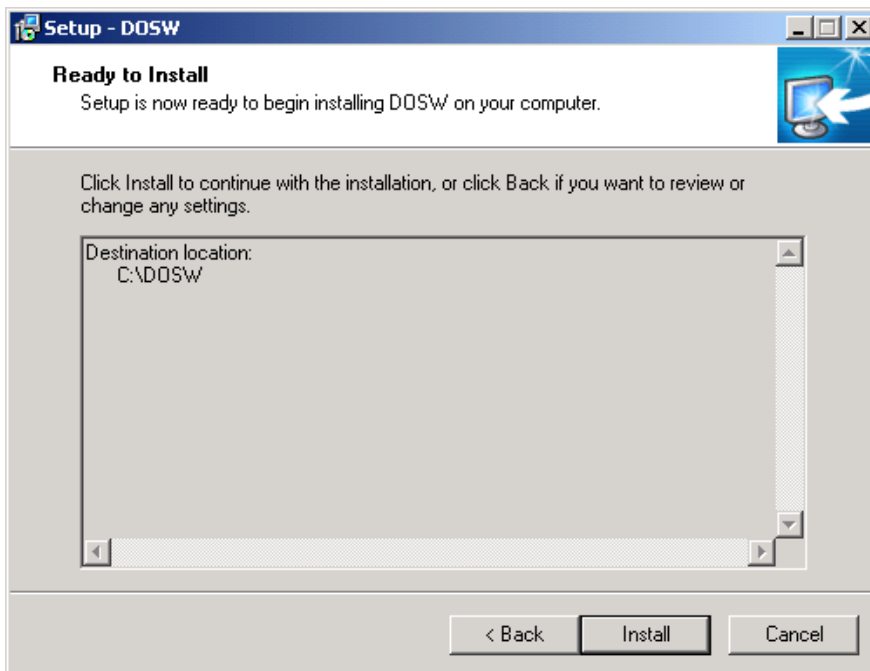 Setup - DOSW
Ready to Install
Setup is now ready to begin installing DOSW on your computer.
Click Install to continue with the installation, or click Back if you want to review or
change any settings.
Destination location:
C:\DOSW
< Back
Install
Cancel